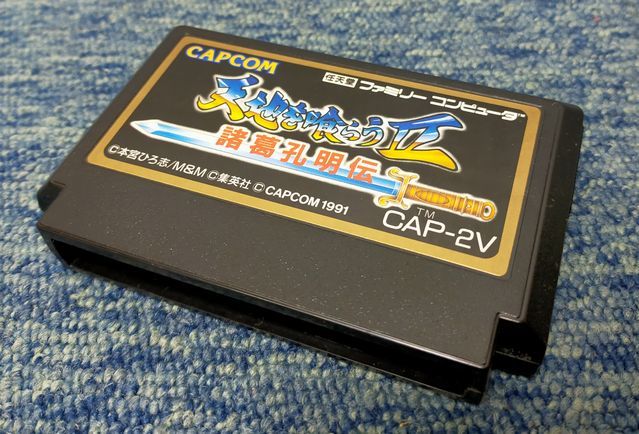 CAPCOM
任天堂 ファミリー コンピュータ™
天地を喰らうII
諸葛孔明伝
©本宮ひろ志/M&M ©集英社 ©CAPCOM 1991
TM
CAP-2V